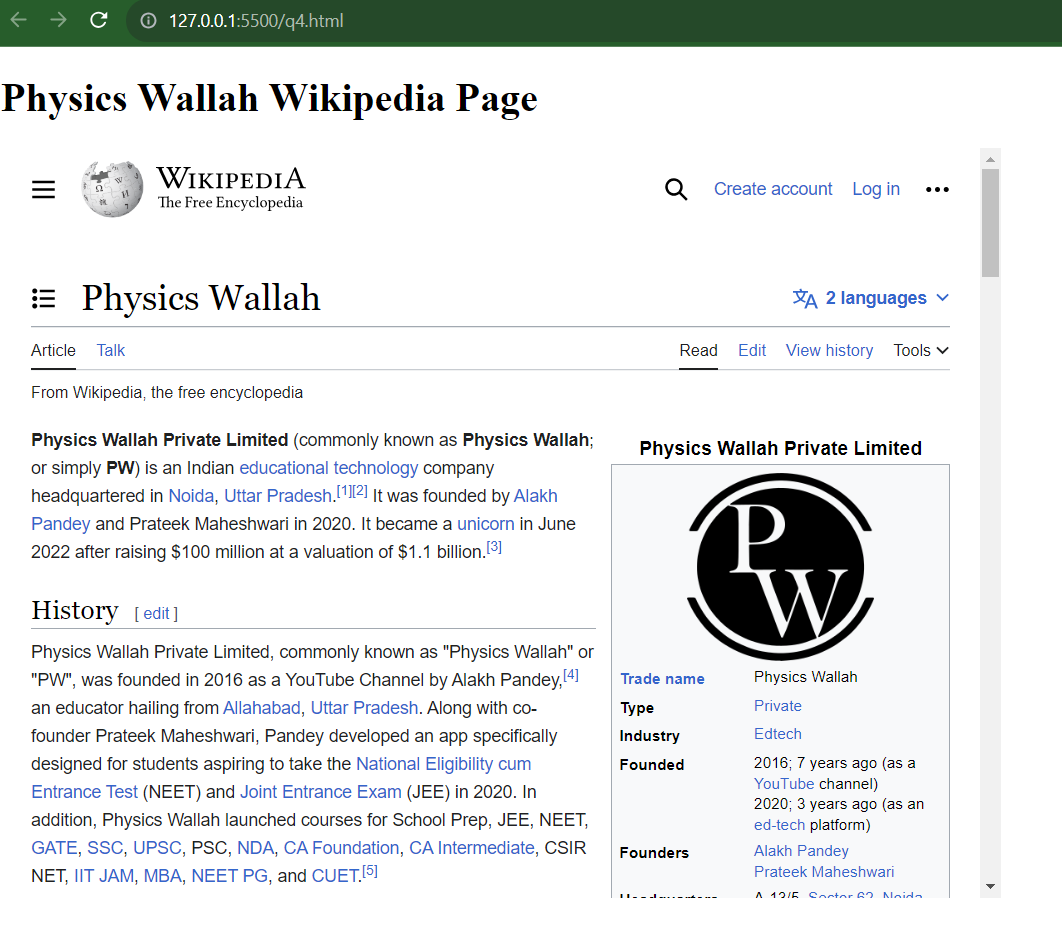 127.0.0.1:5500/q4.html
Physics Wallah Wikipedia Page
WIKIPEDIA
The Free Encyclopedia
Create account Log in
Physics Wallah
2 languages
Article Talk Read Edit View history Tools
From Wikipedia, the free encyclopedia
Physics Wallah Private Limited (commonly known as Physics Wallah;
or simply PW) is an Indian educational technology company
headquartered in Noida, Uttar Pradesh.[1][2] It was founded by Alakh
Pandey and Prateek Maheshwari in 2020. It became a unicorn in June
2022 after raising $100 million at a valuation of $1.1 billion.[3]
History [ edit ]
Physics Wallah Private Limited, commonly known as "Physics Wallah" or
"PW", was founded in 2016 as a YouTube Channel by Alakh Pandey,[4]
an educator hailing from Allahabad, Uttar Pradesh. Along with co-
founder Prateek Maheshwari, Pandey developed an app specifically
designed for students aspiring to take the National Eligibility cum
Entrance Test (NEET) and Joint Entrance Exam (JEE) in 2020. In
addition, Physics Wallah launched courses for School Prep, JEE, NEET,
GATE, SSC, UPSC, PSC, NDA, CA Foundation, CA Intermediate, CSIR
NET, IIT JAM, MBA, NEET PG, and CUET.[5]
Physics Wallah Private Limited
PW
Trade name Physics Wallah
Type Private
Industry Edtech
Founded 2016; 7 years ago (as a
YouTube channel)
2020; 3 years ago (as an
ed-tech platform)
Founders Alakh Pandey
Prateek Maheshwari
Headquarters A-13/5, Sector 62, Noida